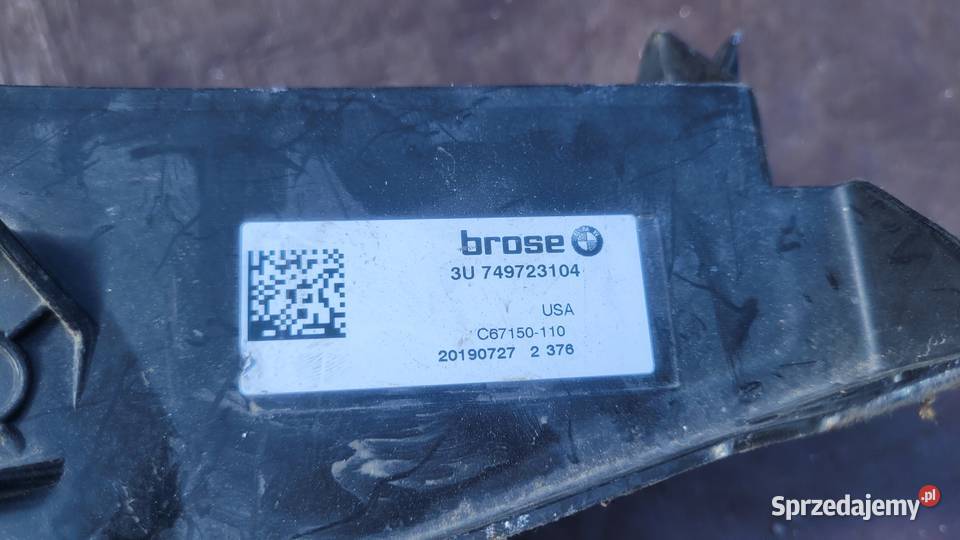 brose
3U 749723104
USA
C67150-110
20190727 2 376
Sprzedajemy.pl